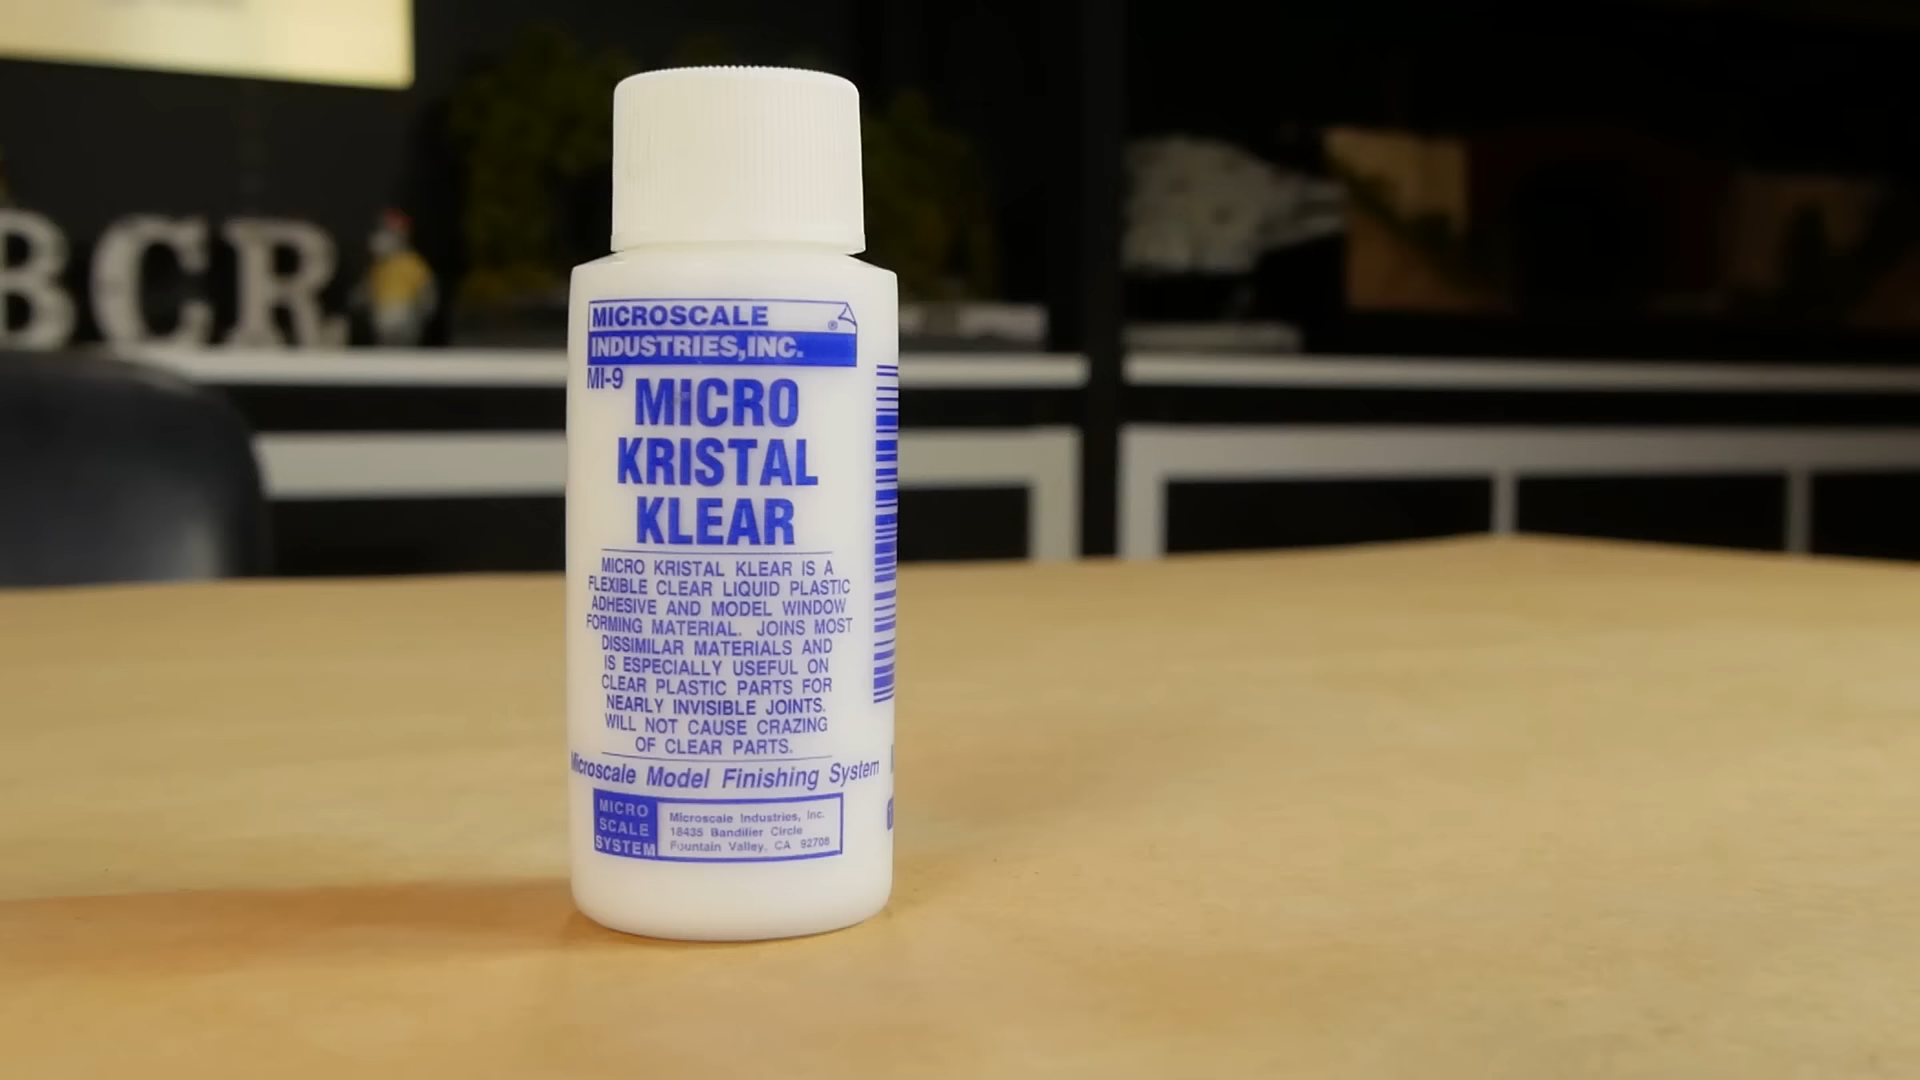 BCR
MICROSCALE
®
INDUSTRIES,INC.
MI-9
MICRO
KRISTAL
KLEAR
MICRO KRISTAL KLEAR IS A
FLEXIBLE CLEAR LIQUID PLASTIC
ADHESIVE AND MODEL WINDOW
FORMING MATERIAL. JOINS MOST
DISSIMILAR MATERIALS AND
IS ESPECIALLY USEFUL ON
CLEAR PLASTIC PARTS FOR
NEARLY INVISIBLE JOINTS.
WILL NOT CAUSE CRAZING
OF CLEAR PARTS.
Microscale Model Finishing System
MICRO
SCALE
SYSTEM
Microscale Industries, Inc.
18435 Bandilier Circle
Fountain Valley, CA 92708